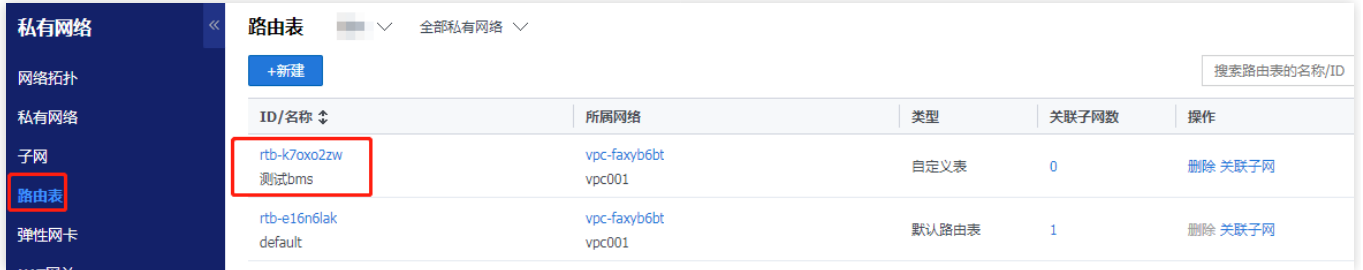 私有网络 «
网络拓扑
私有网络
子网
路由表
弹性网卡
路由表 全部私有网络
+新建
搜索路由表的名称/ID
ID/名称 所属网络 类型 关联子网数 操作
rtb-k7oxo2zw vpc-faxyb6bt
测试bms vpc001
自定义表 0 删除 关联子网
rtb-e16n6lak vpc-faxyb6bt
default vpc001
默认路由表 1 删除 关联子网